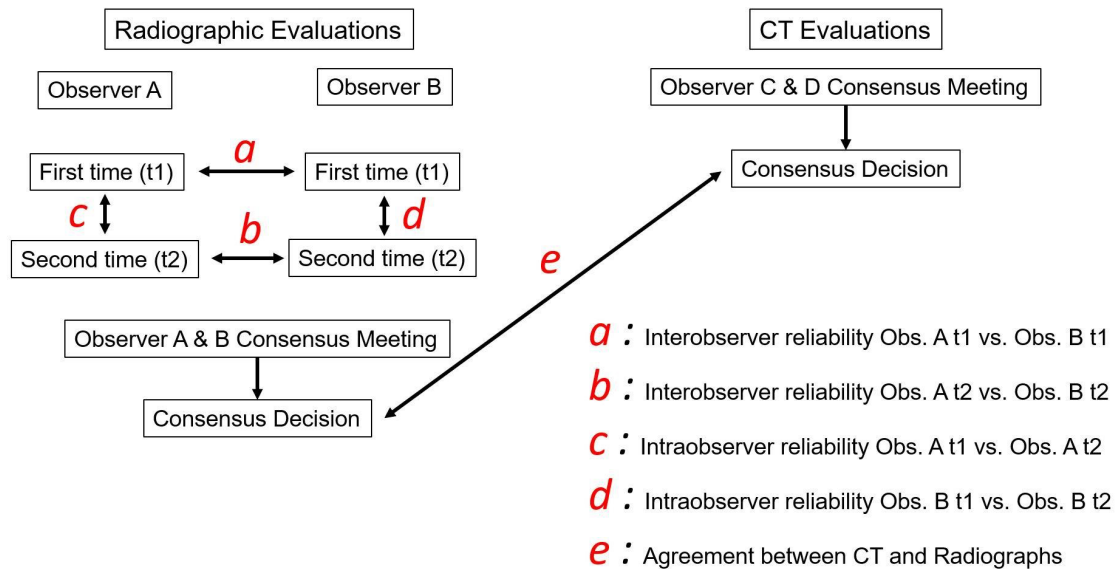 Radiographic Evaluations
CT Evaluations
Observer A
Observer B
Observer C & D Consensus Meeting
a
First time (t1)
First time (t1)
Consensus Decision
c
d
b
Second time (t2)
Second time (t2)
e
Observer A & B Consensus Meeting
Consensus Decision
a : Interobserver reliability Obs. A t1 vs. Obs. B t1
b : Interobserver reliability Obs. A t2 vs. Obs. B t2
c : Intraobserver reliability Obs. A t1 vs. Obs. A t2
d : Intraobserver reliability Obs. B t1 vs. Obs. B t2
e : Agreement between CT and Radiographs